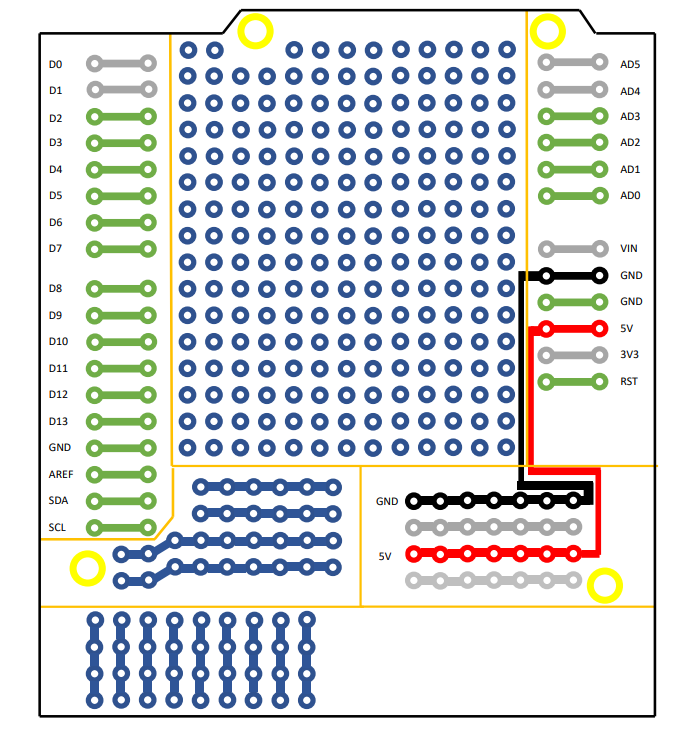 D0
D1
D2
D3
D4
D5
D6
D7
D8
D9
D10
D11
D12
D13
GND
AREF
SDA
SCL
AD5
AD4
AD3
AD2
AD1
AD0
VIN
GND
GND
5V
3V3
RST
GND
5V